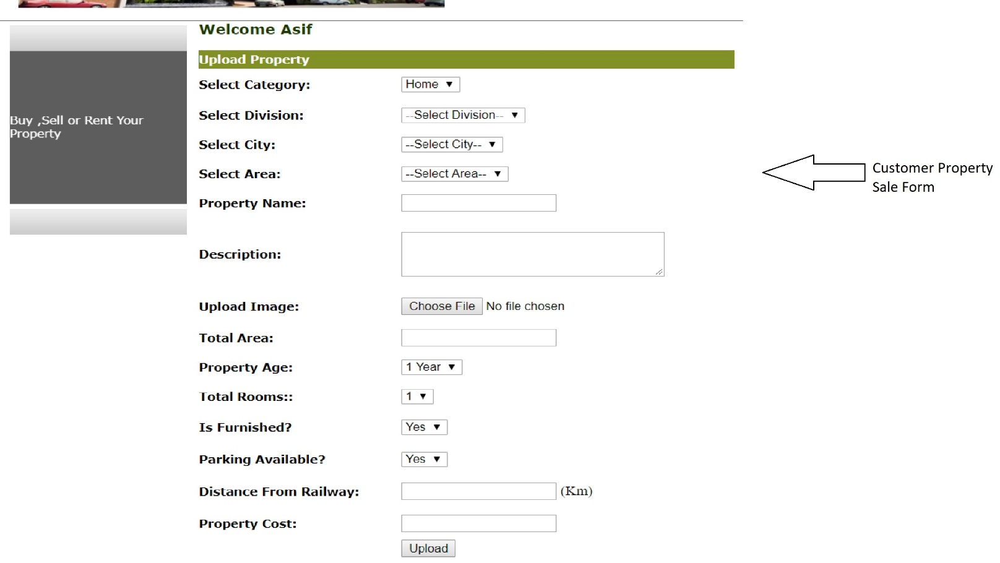 Welcome Asif
Upload Property
Select Category: Home
Select Division: --Select Division--
Select City: --Select City--
Select Area: --Select Area--
Property Name:
Description:
Upload Image: Choose File No file chosen
Total Area:
Property Age: 1 Year
Total Rooms:: 1
Is Furnished? Yes
Parking Available? Yes
Distance From Railway: (Km)
Property Cost:
Upload
Buy ,Sell or Rent Your
Property
Customer Property
Sale Form